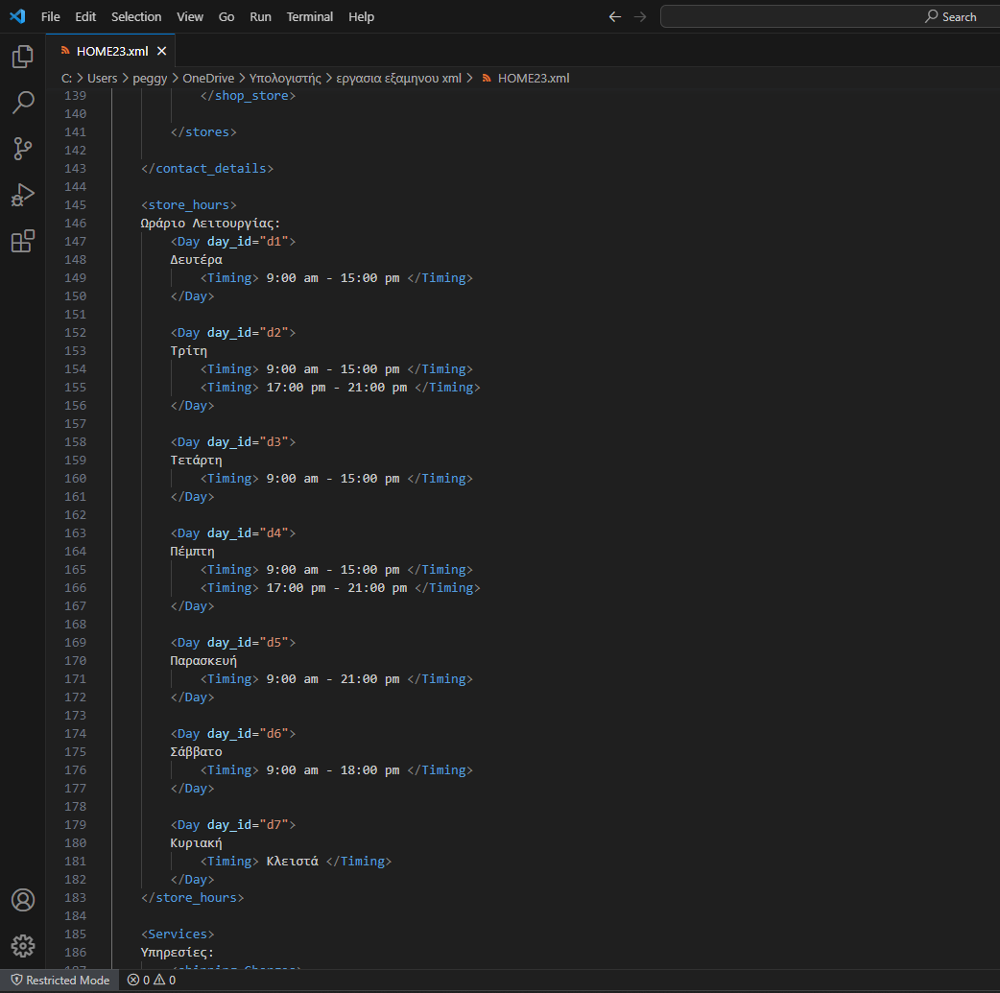 File Edit Selection View Go Run Terminal Help Search
HOME23.xml
C: > Users > peggy > OneDrive > Υπολογιστής > εργασια εξαμηνου xml > HOME23.xml
139 </shop_store>
140
141 </stores>
142
143 </contact_details>
144
145 <store_hours>
146 Ωράριο Λειτουργίας:
147 <Day day_id="d1">
148 Δευτέρα
149 <Timing> 9:00 am - 15:00 pm </Timing>
150 </Day>
151
152 <Day day_id="d2">
153 Τρίτη
154 <Timing> 9:00 am - 15:00 pm </Timing>
155 <Timing> 17:00 pm - 21:00 pm </Timing>
156 </Day>
157
158 <Day day_id="d3">
159 Τετάρτη
160 <Timing> 9:00 am - 15:00 pm </Timing>
161 </Day>
162
163 <Day day_id="d4">
164 Πέμπτη
165 <Timing> 9:00 am - 15:00 pm </Timing>
166 <Timing> 17:00 pm - 21:00 pm </Timing>
167 </Day>
168
169 <Day day_id="d5">
170 Παρασκευή
171 <Timing> 9:00 am - 21:00 pm </Timing>
172 </Day>
173
174 <Day day_id="d6">
175 Σάββατο
176 <Timing> 9:00 am - 18:00 pm </Timing>
177 </Day>
178
179 <Day day_id="d7">
180 Κυριακή
181 <Timing> Κλειστά </Timing>
182 </Day>
183 </store_hours>
184
185 <Services>
186 Υπηρεσίες:
Restricted Mode 0 0